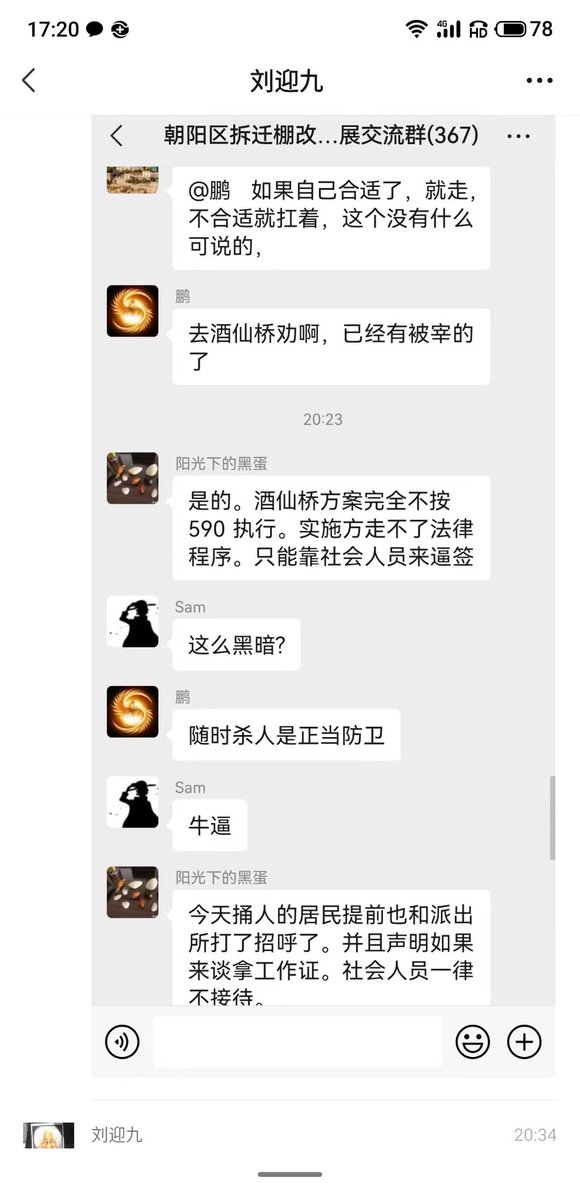 17:20
4G HD 78
刘迎九
朝阳区拆迁棚改...展交流群(367)
@鹏 如果自己合适了，就走，
不合适就扛着，这个没有什么
可说的，
鹏
去酒仙桥劝啊，已经有被宰的
了
20:23
阳光下的黑蛋
是的。酒仙桥方案完全不按
590 执行。实施方走不了法律
程序。只能靠社会人员来逼签
Sam
这么黑暗?
鹏
随时杀人是正当防卫
Sam
牛逼
阳光下的黑蛋
今天捅人的居民提前也和派出
所打了招呼了。并且声明如果
来谈拿工作证。社会人员一律
不接待。
刘迎九
20:34